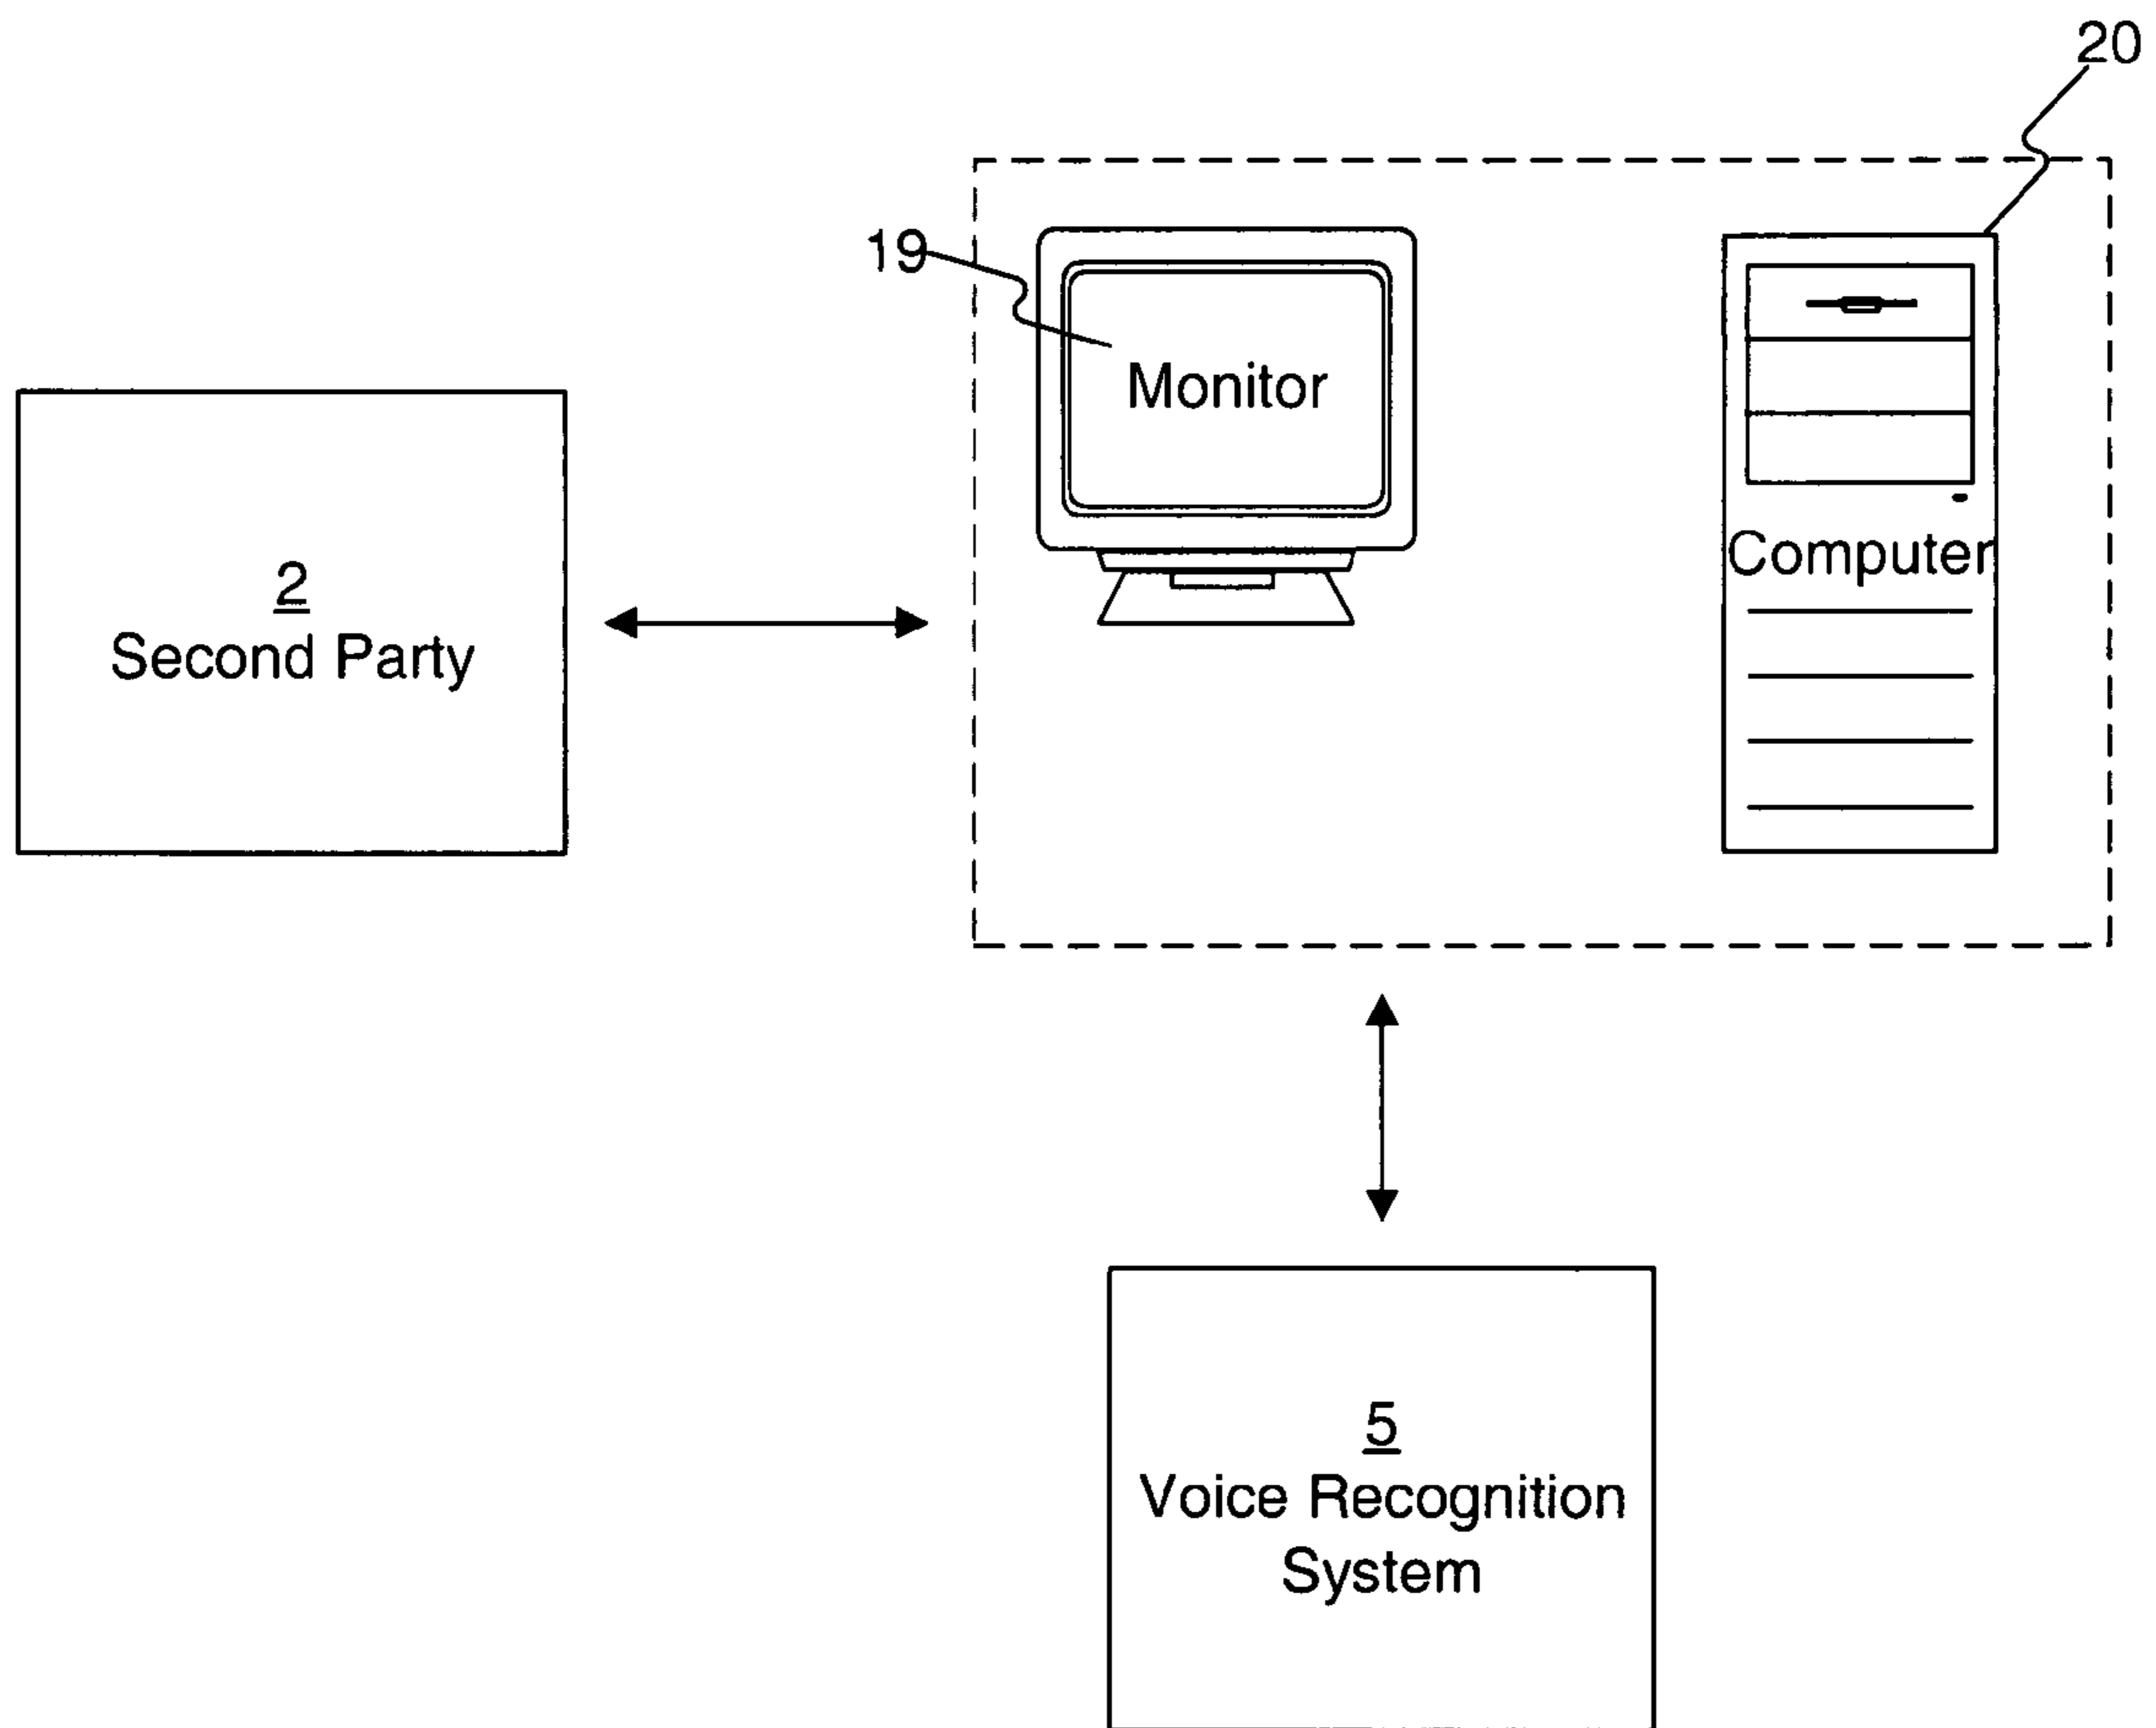 20
19
Monitor
Computer
2
Second Party
5
Voice Recognition
System